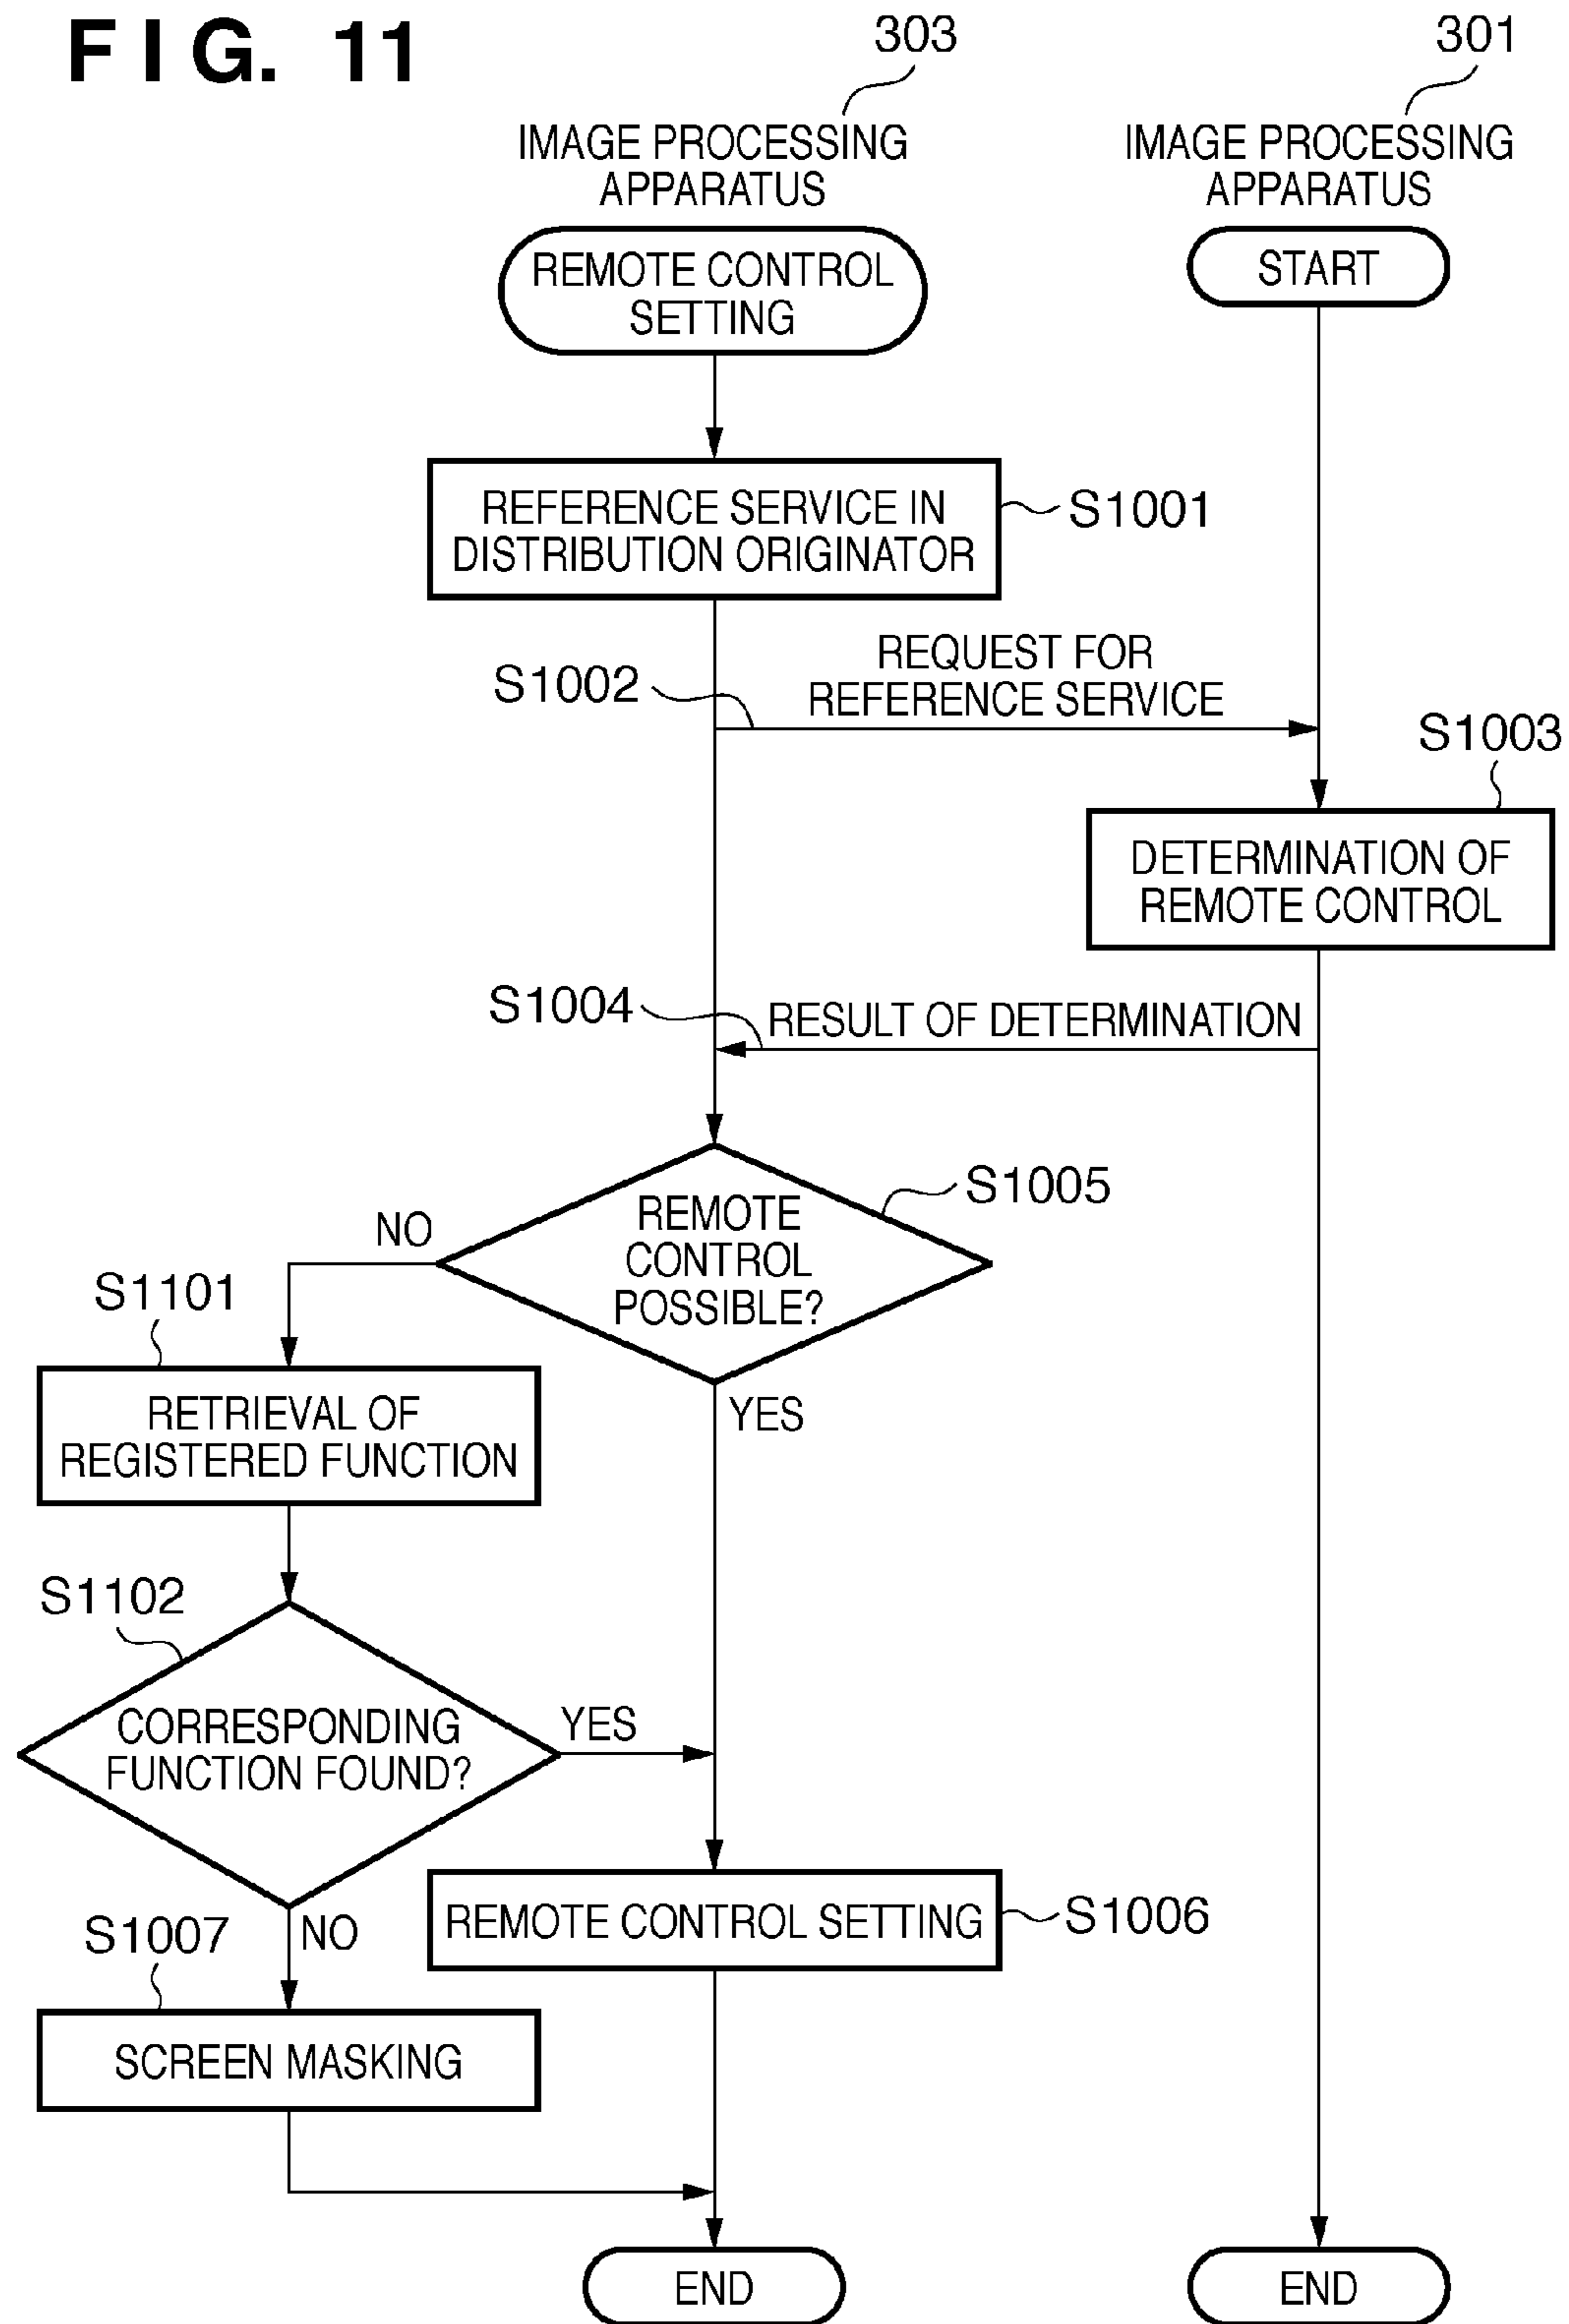 FIG. 11
303
301
IMAGE PROCESSING
APPARATUS
IMAGE PROCESSING
APPARATUS
REMOTE CONTROL
SETTING
START
REFERENCE SERVICE IN
DISTRIBUTION ORIGINATOR
S1001
REQUEST FOR
REFERENCE SERVICE
S1002
S1003
DETERMINATION OF
REMOTE CONTROL
S1004
RESULT OF DETERMINATION
S1005
REMOTE
CONTROL
POSSIBLE?
NO
YES
S1101
RETRIEVAL OF
REGISTERED FUNCTION
S1102
CORRESPONDING
FUNCTION FOUND?
YES
NO
REMOTE CONTROL SETTING
S1006
S1007
SCREEN MASKING
END
END